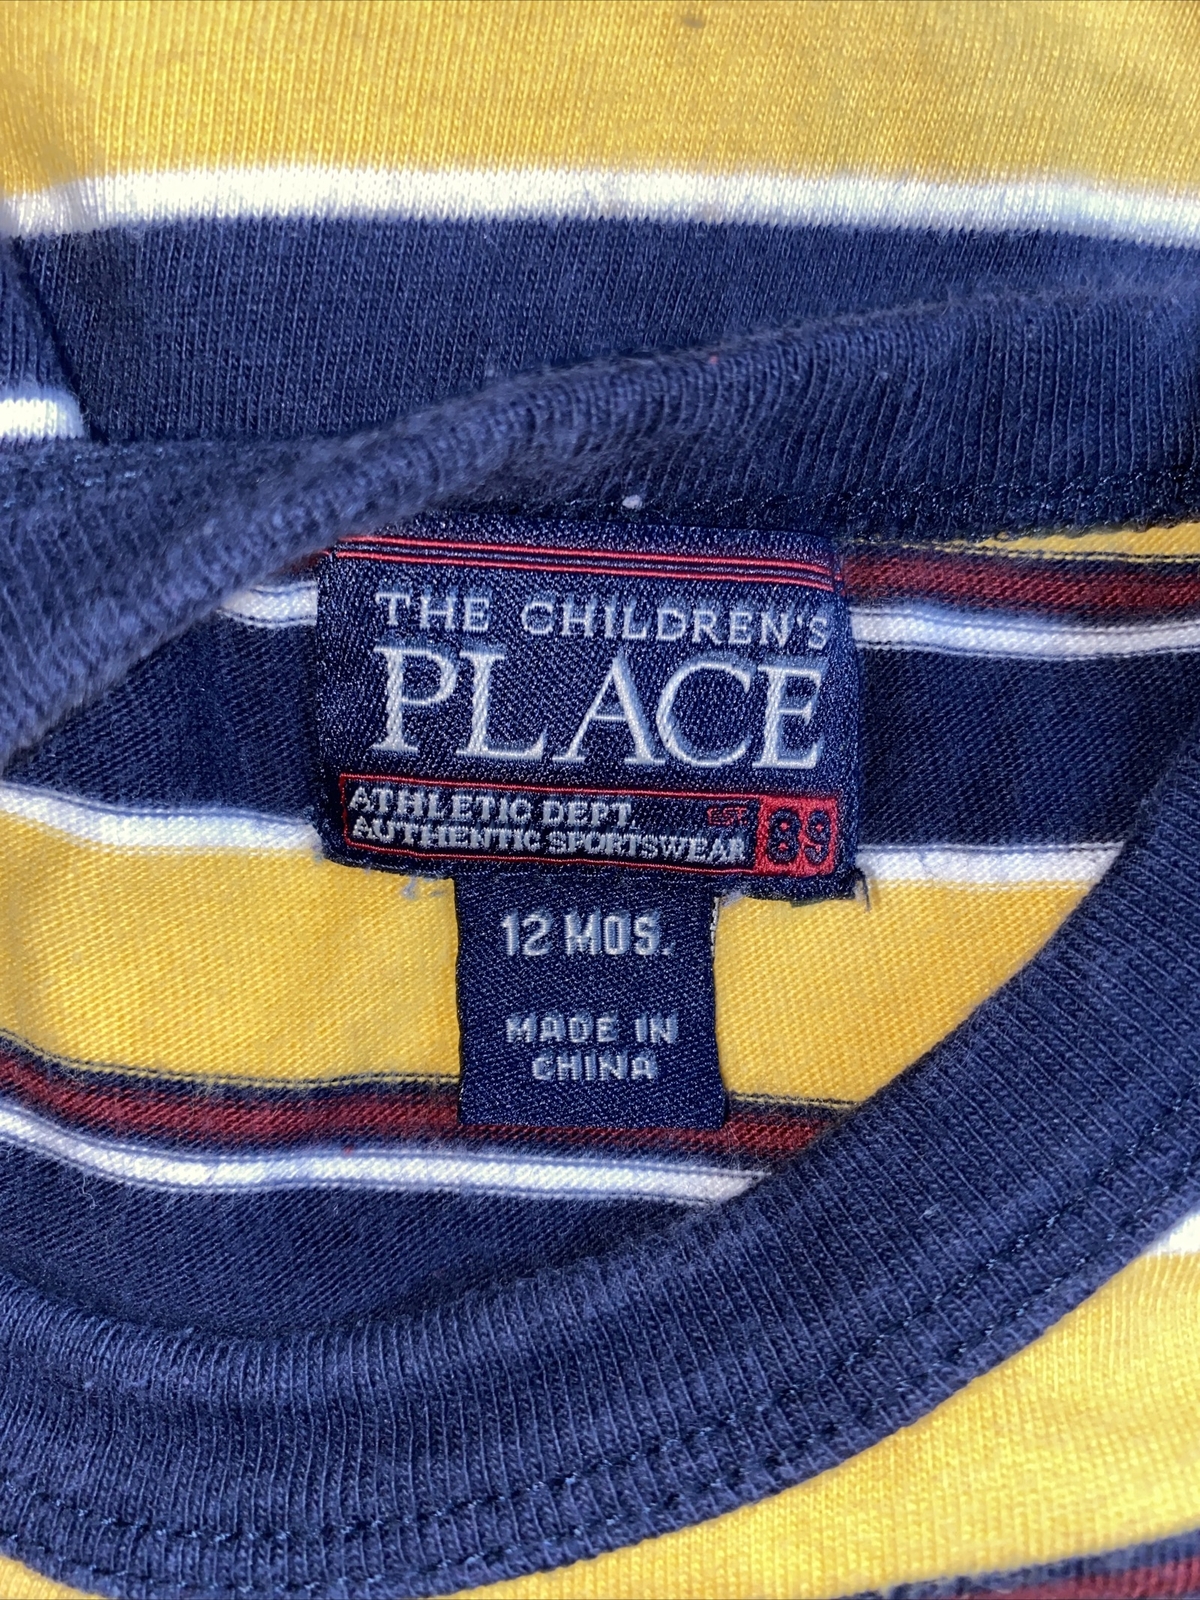 THE CHILDREN'S
PLACE
ATHLETIC DEPT. EST. 89
AUTHENTIC SPORTSWEAR
12 MOS.
MADE IN
CHINA